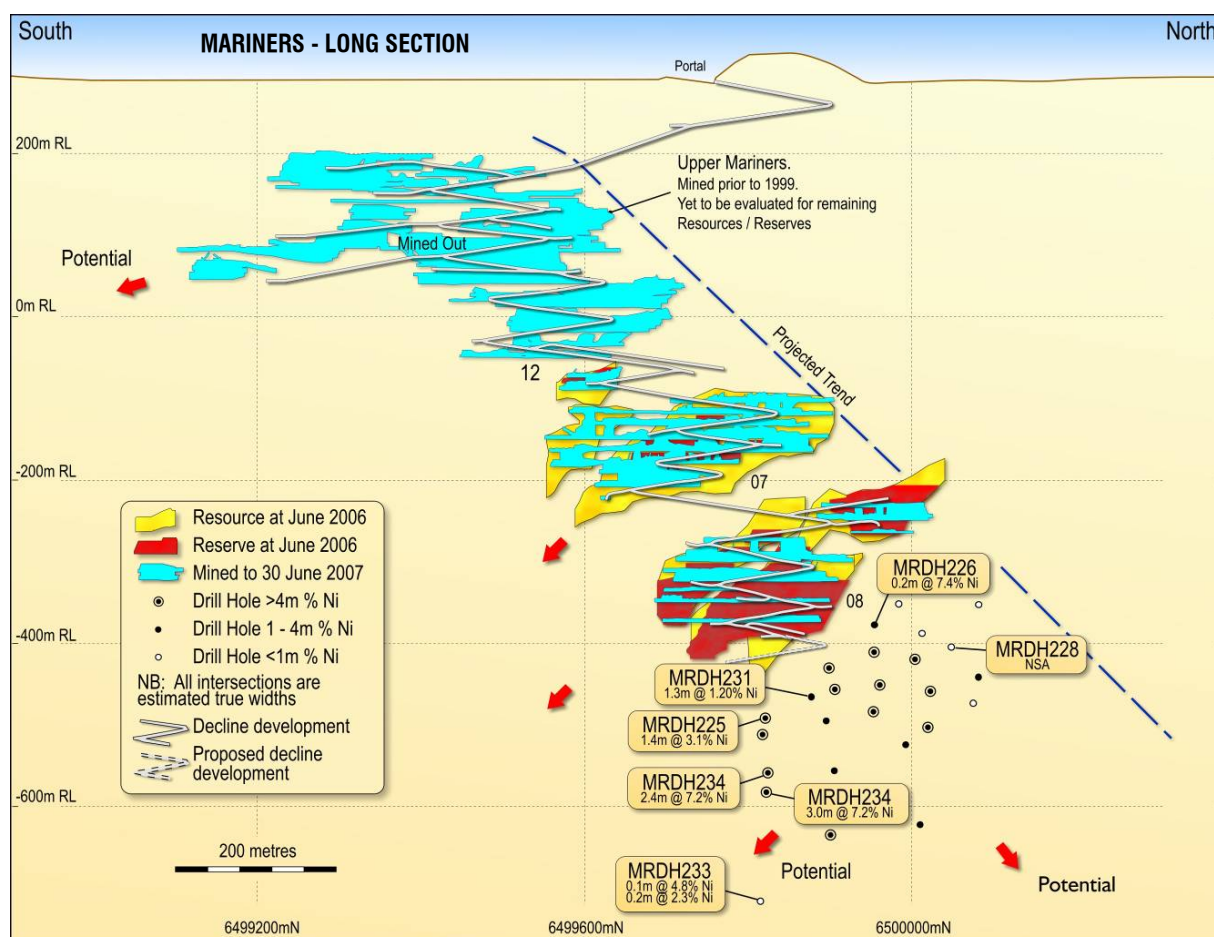 South
MARINERS - LONG SECTION
North
Portal
200m RL
Upper Mariners.
Mined prior to 1999.
Yet to be evaluated for remaining
Resources / Reserves
Mined Out
Potential
0m RL
Projected Trend
12
-200m RL
07
Resource at June 2006
Reserve at June 2006
Mined to 30 June 2007
Drill Hole >4m % Ni
Drill Hole 1 - 4m % Ni
Drill Hole <1m % Ni
NB: All intersections are
estimated true widths
Decline development
Proposed decline
development
MRDH226
0.2m @ 7.4% Ni
08
-400m RL
MRDH228
NSA
MRDH231
1.3m @ 1.20% Ni
MRDH225
1.4m @ 3.1% Ni
MRDH234
2.4m @ 7.2% Ni
MRDH234
3.0m @ 7.2% Ni
-600m RL
200 metres
MRDH233
0.1m @ 4.8% Ni
0.2m @ 2.3% Ni
Potential
Potential
6499200mN
6499600mN
6500000mN